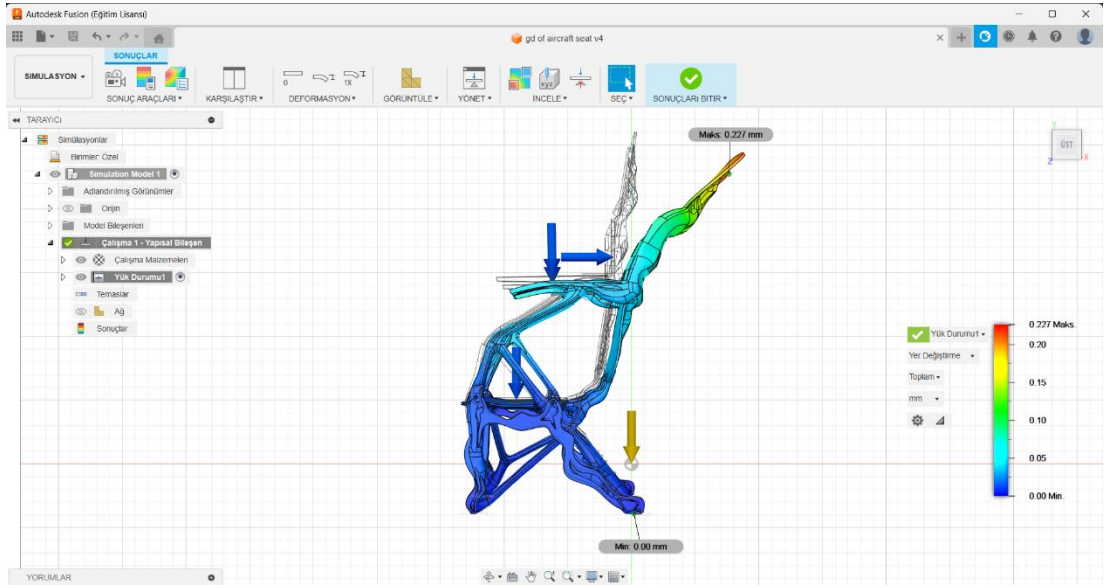 Autodesk Fusion (Eğitim Lisansı)
gd of aircraft seat v4
SONUÇLAR
SIMULASYON
SONUÇ ARAÇLARI
KARŞILAŞTIR
DEFORMASYON
GÖRÜNTÜLE
YÖNET
İNCELE
SEÇ
SONUÇLARI BITIR
TARAYICI
Simülasyonlar
Birimler: Özel
Simulation Model 1
Adlandırılmış Görünümler
Orijin
Model Bileşenleri
Çalışma 1 - Yapısal Bileşen
Çalışma Malzemeleri
Yük Durumu1
Temaslar
Ağ
Sonuçlar
Maks: 0.227 mm
ÜST
Y
Z
X
Yük Durumu1
Yer Değiştirme
Toplam
mm
0.227 Maks.
0.20
0.15
0.10
0.05
0.00 Min.
Min: 0.00 mm
YORUMLAR